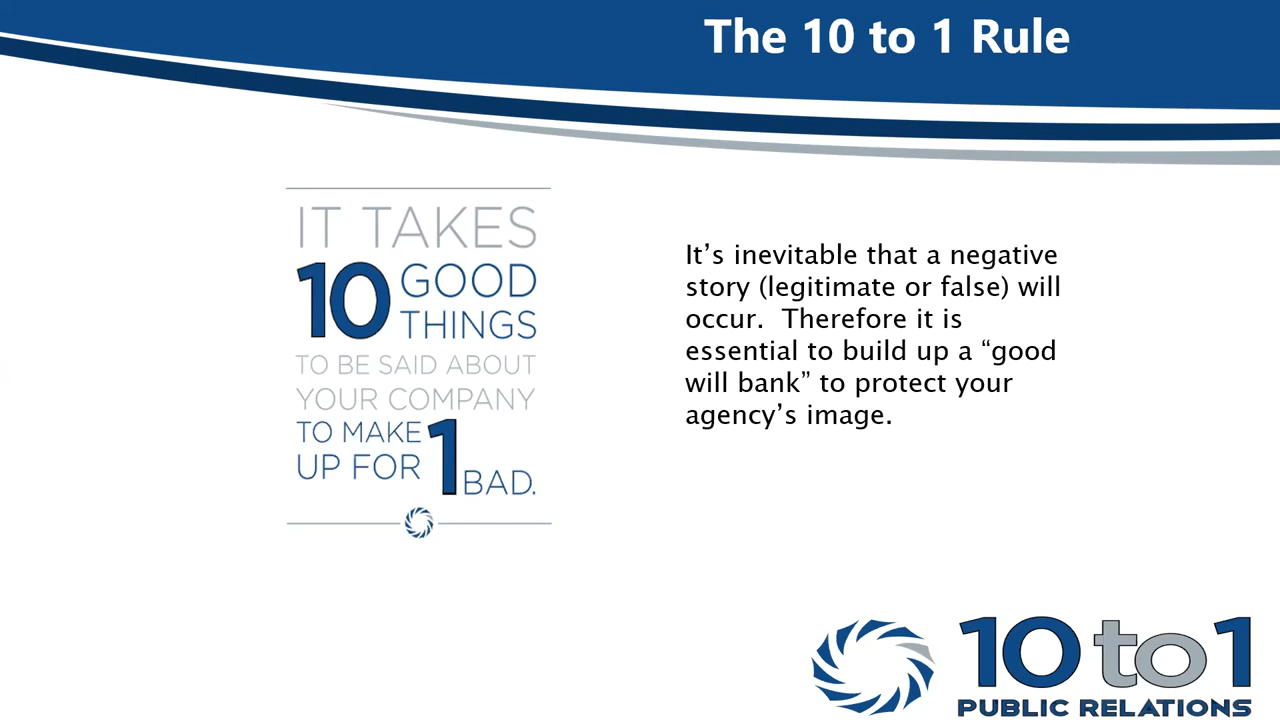 The 10 to 1 Rule
IT TAKES
10 GOOD
THINGS
TO BE SAID ABOUT
YOUR COMPANY
TO MAKE
UP FOR 1 BAD.
It’s inevitable that a negative
story (legitimate or false) will
occur.  Therefore it is
essential to build up a “good
will bank” to protect your
agency’s image.
10 to 1
PUBLIC RELATIONS